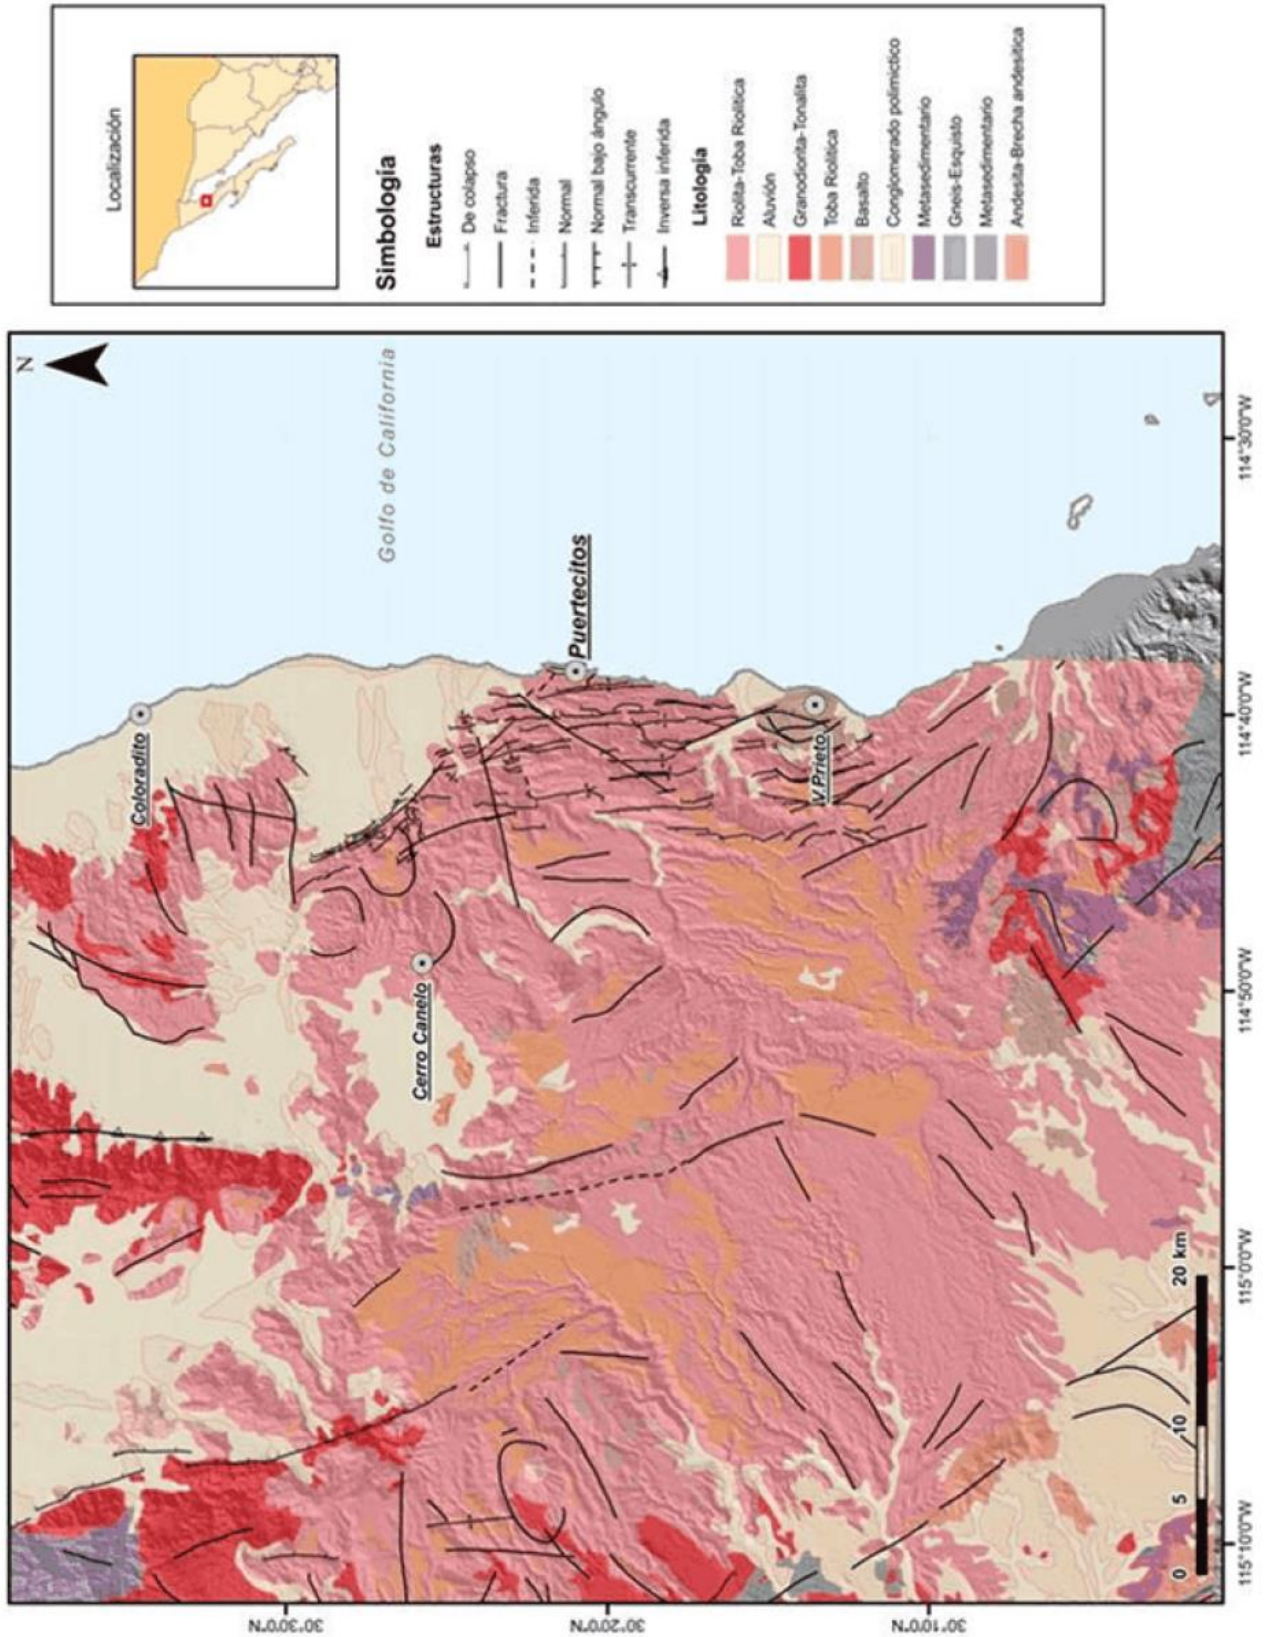 Localización
Simbología
Estructuras
De colapso
Fractura
Inferida
Normal
Normal bajo ángulo
Transcurrente
Inversa inferida
Litología
Riolita-Toba Riolítica
Aluvión
Granodiorita-Tonalita
Toba Riolítica
Basalto
Conglomerado polimíctico
Metasedimentario
Gneis-Esquisto
Metasedimentario
Andesita-Brecha andesítica
N
Golfo de California
Coloradito
Puertecitos
Cerro Canelo
V.Prieto
30°30'0"N
30°20'0"N
30°10'0"N
115°10'0"W
115°0'0"W
114°50'0"W
114°40'0"W
114°30'0"W
0 5 10 20 km